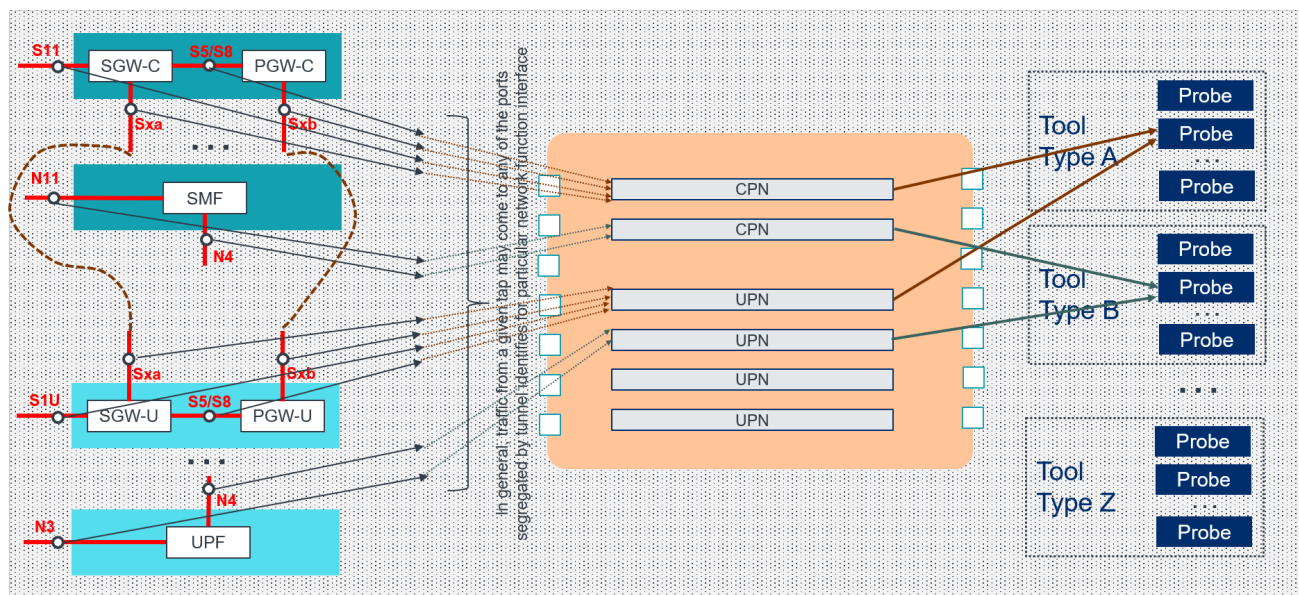 S11
SGW-C
S5/S8
PGW-C
Sxa
Sxb
...
N11
SMF
N4
Sxa
Sxb
S1U
SGW-U
S5/S8
PGW-U
...
N4
N3
UPF
In general, traffic from a given tap may come to any of the ports
segregated by tunnel identifies for particular network function interface
CPN
CPN
UPN
UPN
UPN
UPN
Tool
Type A
Probe
Probe
...
Probe
Tool
Type B
Probe
Probe
...
Probe
...
Tool
Type Z
Probe
Probe
...
Probe